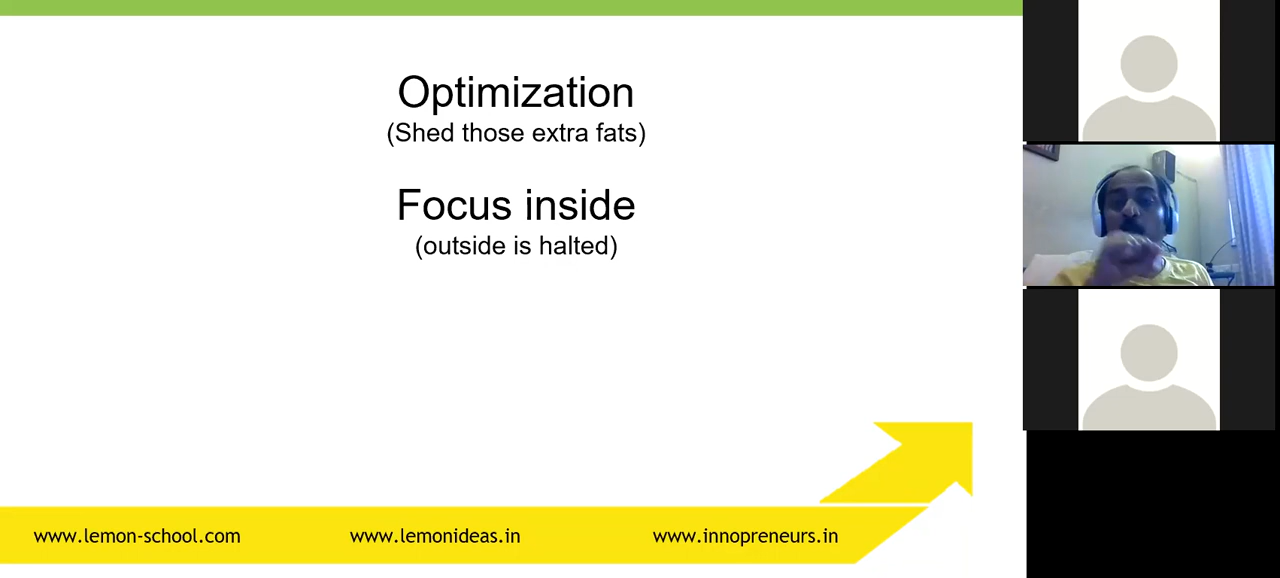 Optimization
(Shed those extra fats)
Focus inside
(outside is halted)
www.lemon-school.com
www.lemonideas.in
www.innopreneurs.in